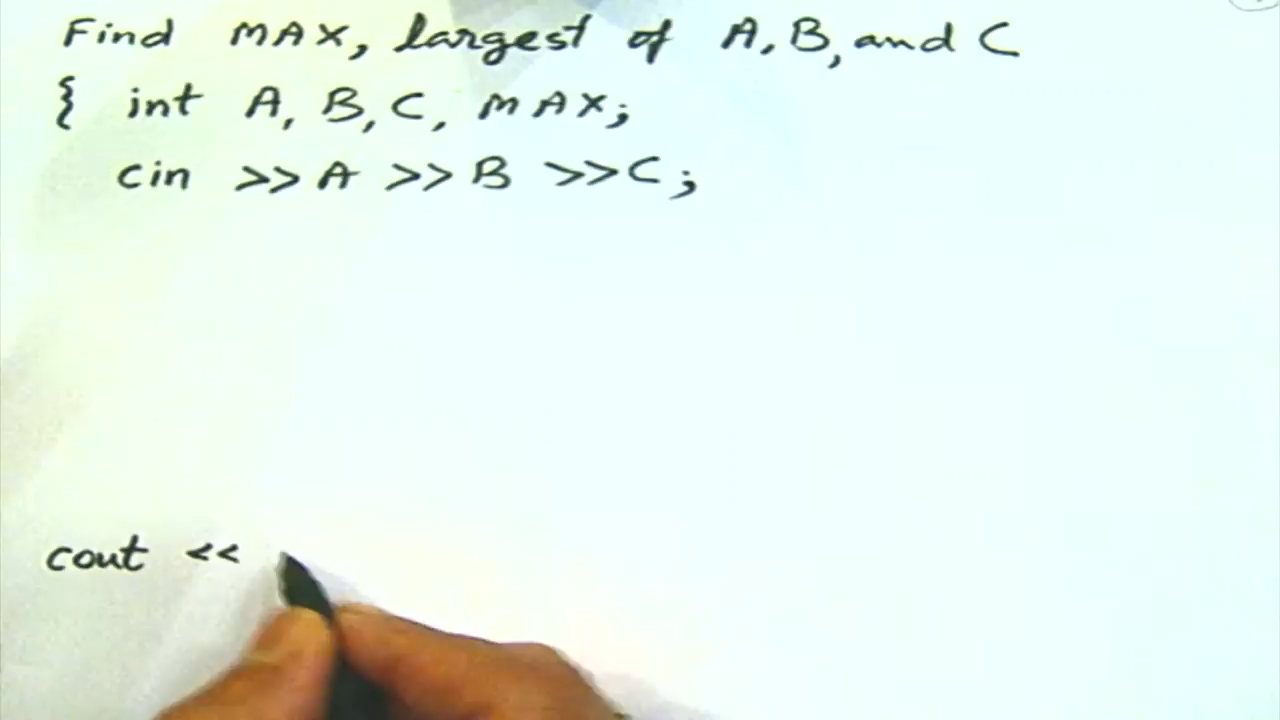 Find MAX, largest of A, B, and C
{ int A, B, C, MAX;
cin >> A >> B >> C;
cout <<